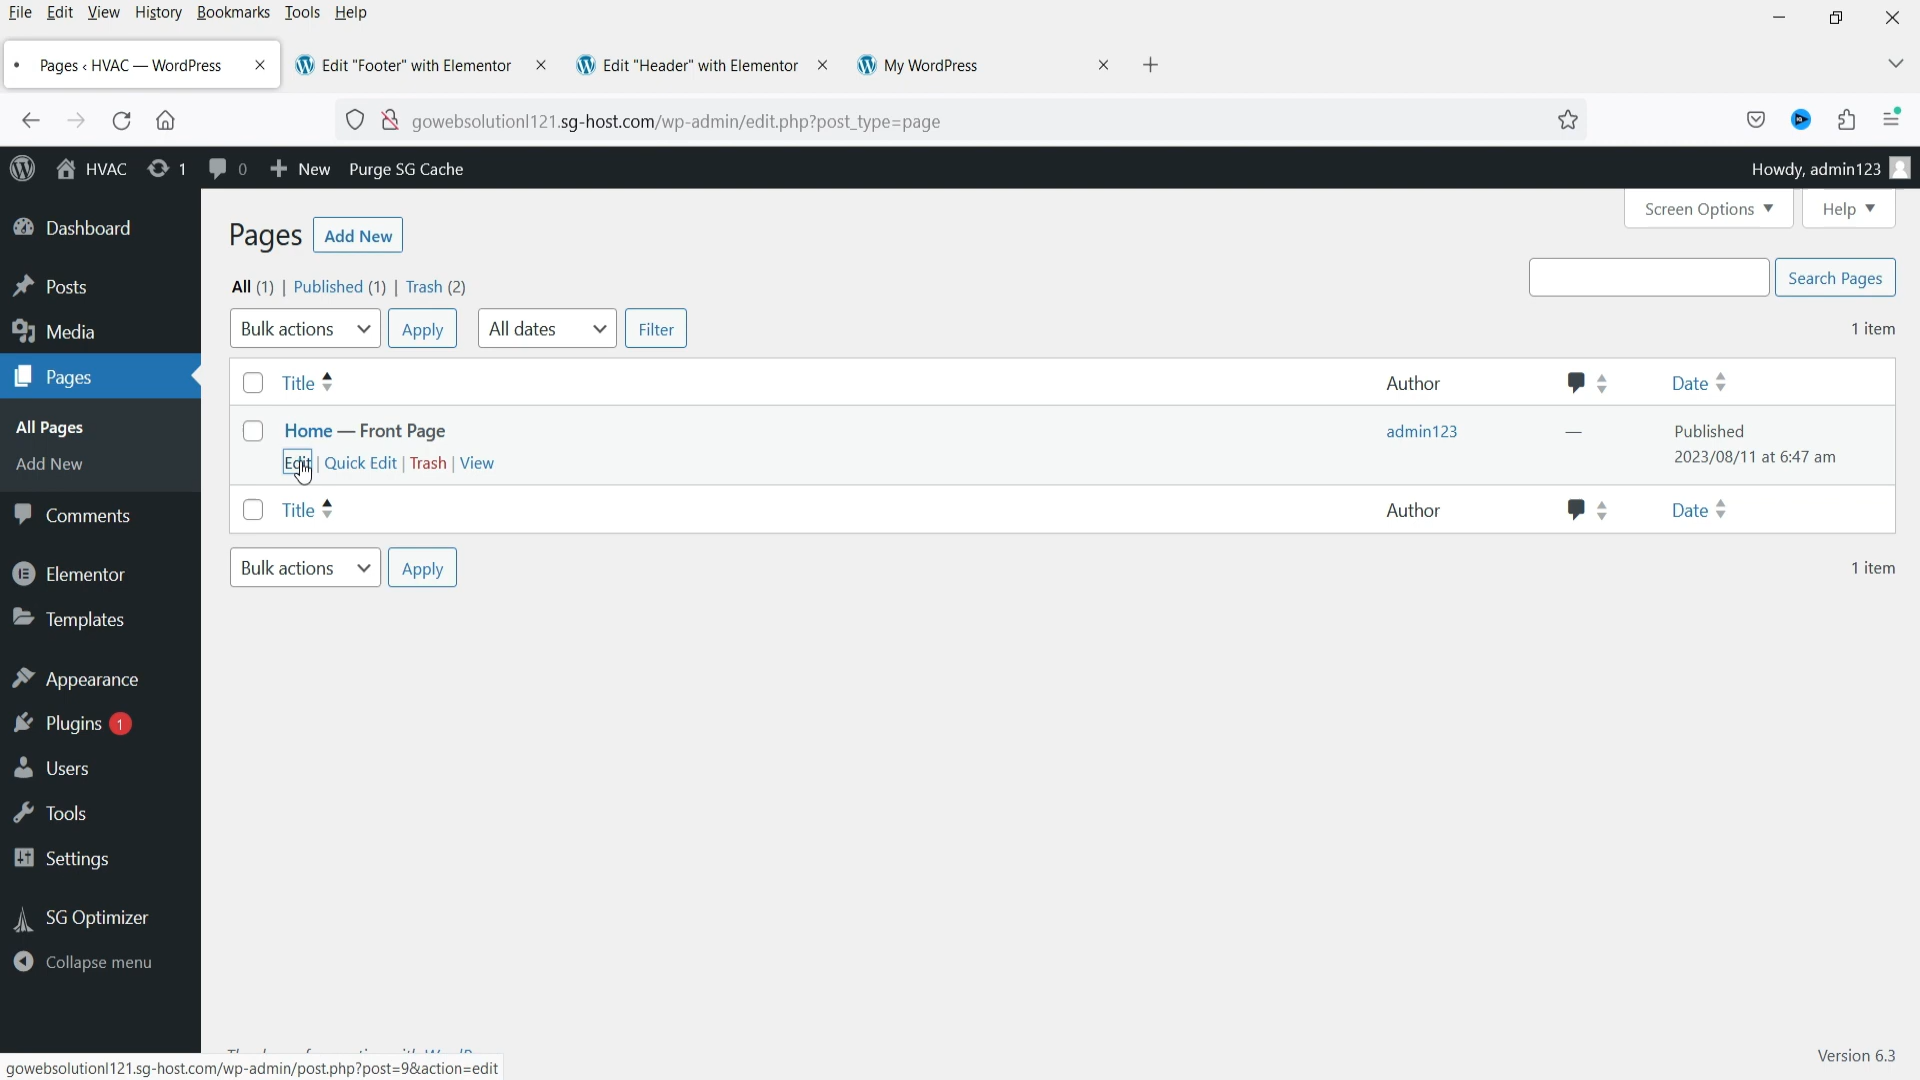 File Edit View History Bookmarks Tools Help
Pages ‹ HVAC — WordPress
Edit "Footer" with Elementor
Edit "Header" with Elementor
My WordPress
gowebsolutionl121.sg-host.com/wp-admin/edit.php?post_type=page
HVAC 1 0 New Purge SG Cache Howdy, admin123
Screen Options Help
Dashboard
Posts
Media
Pages
All Pages
Add New
Comments
Elementor
Templates
Appearance
Plugins 1
Users
Tools
Settings
SG Optimizer
Collapse menu
Pages Add New
All (1) | Published (1) | Trash (2)
Search Pages
Bulk actions Apply All dates Filter 1 item
Title Author Date
Home — Front Page admin123 — Published
Edit | Quick Edit | Trash | View 2023/08/11 at 6:47 am
Title Author Date
Bulk actions Apply 1 item
Version 6.3
gowebsolutionl121.sg-host.com/wp-admin/post.php?post=9&action=edit